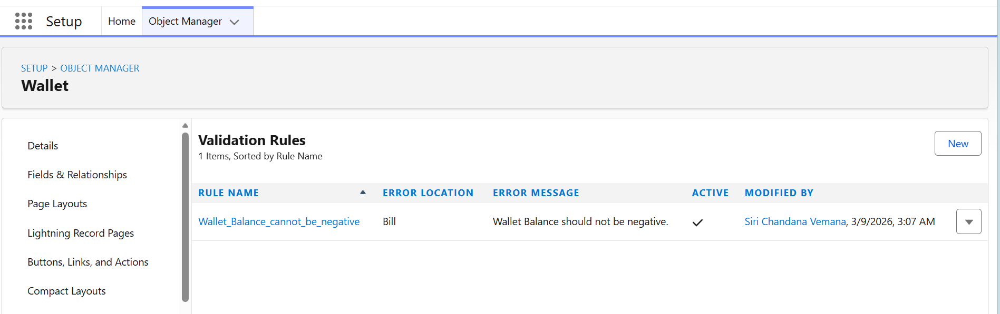 Setup Home Object Manager
SETUP > OBJECT MANAGER
Wallet
Details
Fields & Relationships
Page Layouts
Lightning Record Pages
Buttons, Links, and Actions
Compact Layouts
Validation Rules
1 Items, Sorted by Rule Name
New
RULE NAME ERROR LOCATION ERROR MESSAGE ACTIVE MODIFIED BY
Wallet_Balance_cannot_be_negative Bill Wallet Balance should not be negative. Siri Chandana Vemana, 3/9/2026, 3:07 AM